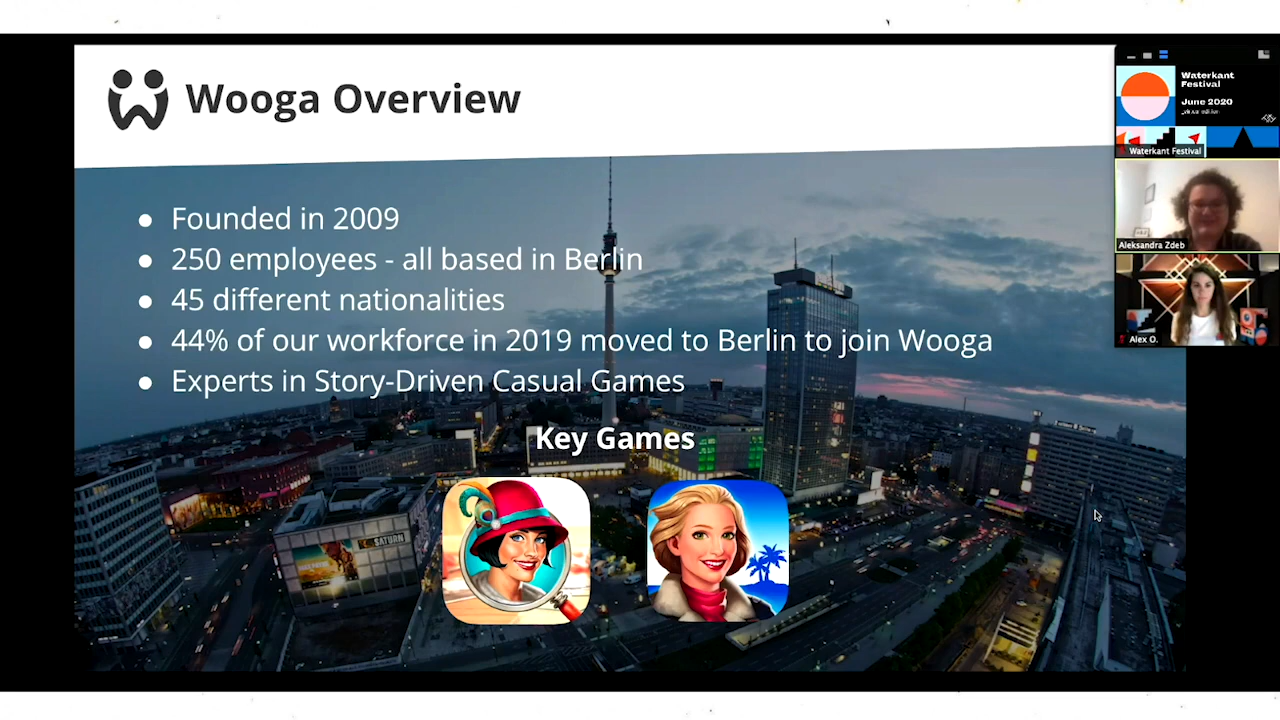 Wooga Overview
● Founded in 2009
● 250 employees - all based in Berlin
● 45 different nationalities
● 44% of our workforce in 2019 moved to Berlin to join Wooga
● Experts in Story-Driven Casual Games
Key Games
SATURN
Waterkant
Festival
June 2020
Waterkant Festival
Aleksandra Zdeb
Alex O.